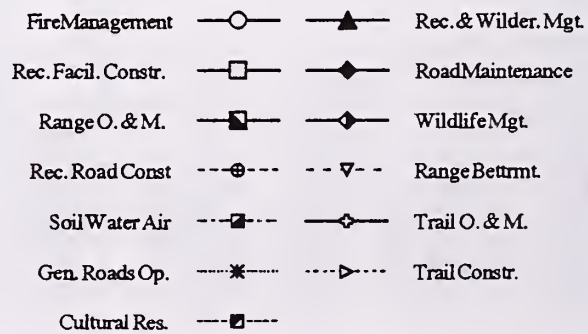 FireManagement
Rec. & Wilder. Mgt.
Rec. Facil. Constr.
RoadMaintenance
Range O. & M.
WildlifeMgt.
Rec. Road Const
Range Bettrmt.
Soil Water Air
Trail O. & M.
Gen. Roads Op.
Trail Constr.
Cultural Res.